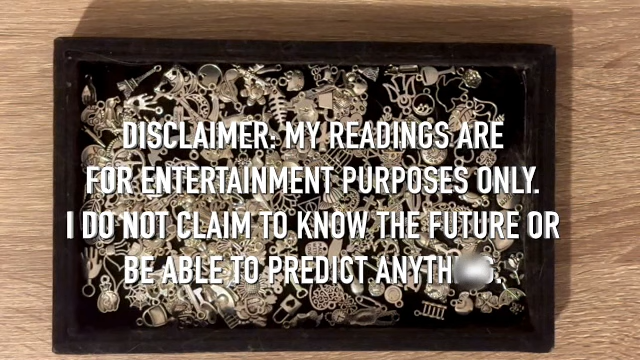 DISCLAIMER: MY READINGS ARE
FOR ENTERTAINMENT PURPOSES ONLY.
I DO NOT CLAIM TO KNOW THE FUTURE OR
BE ABLE TO PREDICT